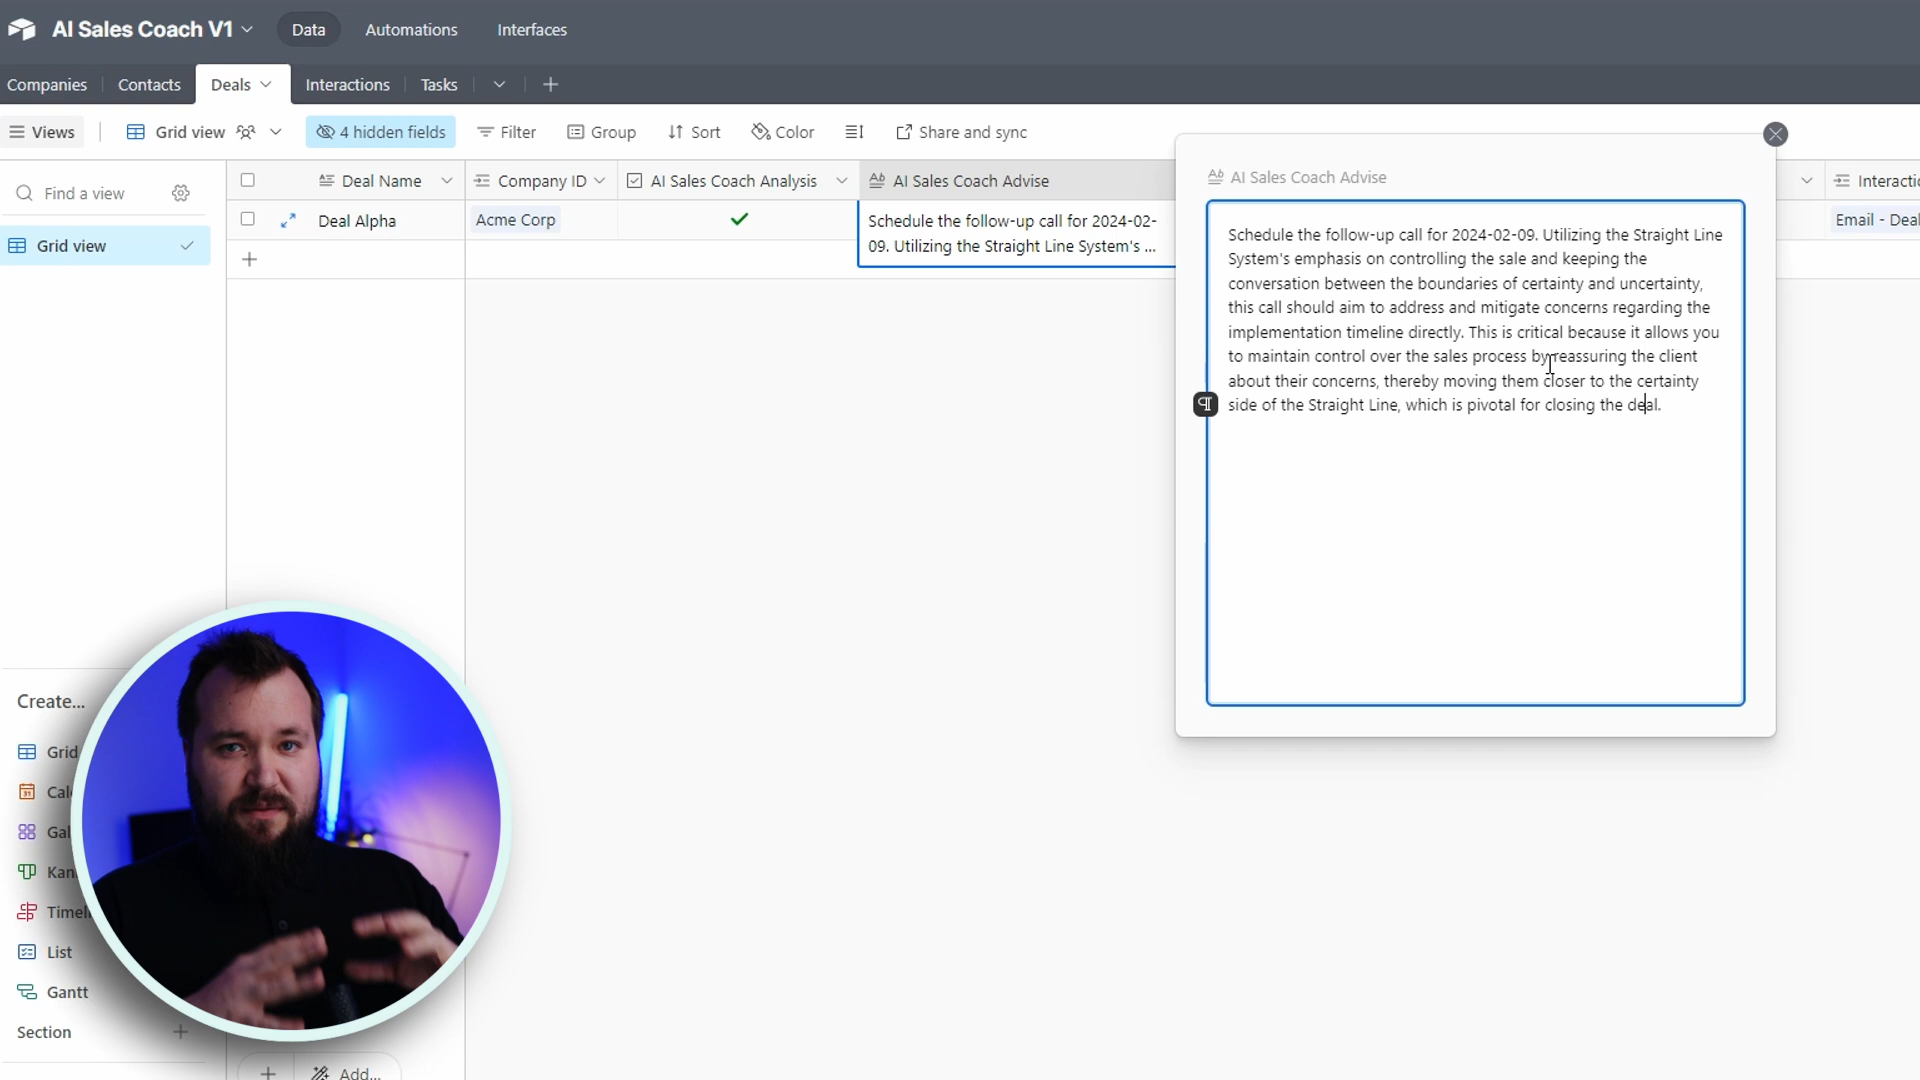 AI Sales Coach V1
Data
Automations
Interfaces
Companies
Contacts
Deals
Interactions
Tasks
Views
Grid view
4 hidden fields
Filter
Group
Sort
Color
Share and sync
Find a view
Grid view
Deal Name
Company ID
AI Sales Coach Analysis
AI Sales Coach Advise
Interactio
Deal Alpha
Acme Corp
Schedule the follow-up call for 2024-02-
09. Utilizing the Straight Line System's ...
Email - Deal
AI Sales Coach Advise
Schedule the follow-up call for 2024-02-09. Utilizing the Straight Line
System's emphasis on controlling the sale and keeping the
conversation between the boundaries of certainty and uncertainty,
this call should aim to address and mitigate concerns regarding the
implementation timeline directly. This is critical because it allows you
to maintain control over the sales process by reassuring the client
about their concerns, thereby moving them closer to the certainty
side of the Straight Line, which is pivotal for closing the deal.
Create...
Grid
Cal
Gal
Kan
Timel
List
Gantt
Section
Add...